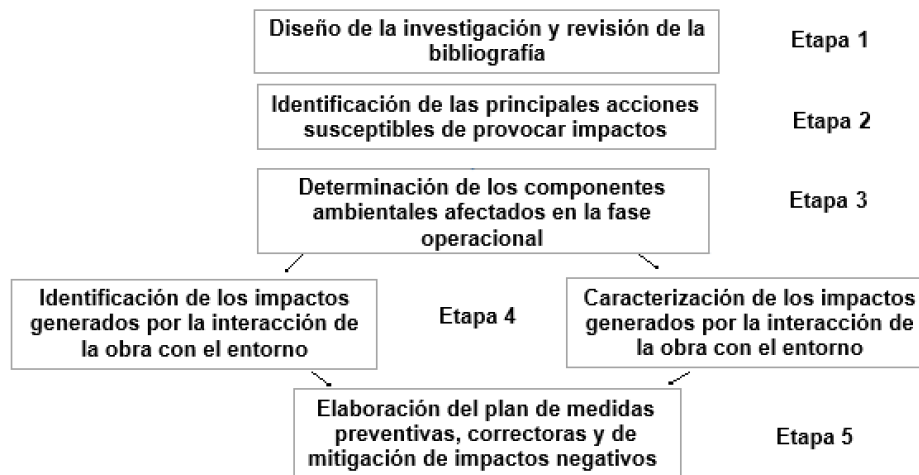 Diseño de la investigación y revisión de la
bibliografía
Etapa 1
Identificación de las principales acciones
susceptibles de provocar impactos
Etapa 2
Determinación de los componentes
ambientales afectados en la fase
operacional
Etapa 3
Identificación de los impactos
generados por la interacción de
la obra con el entorno
Etapa 4
Caracterización de los impactos
generados por la interacción de
la obra con el entorno
Elaboración del plan de medidas
preventivas, correctoras y de
mitigación de impactos negativos
Etapa 5